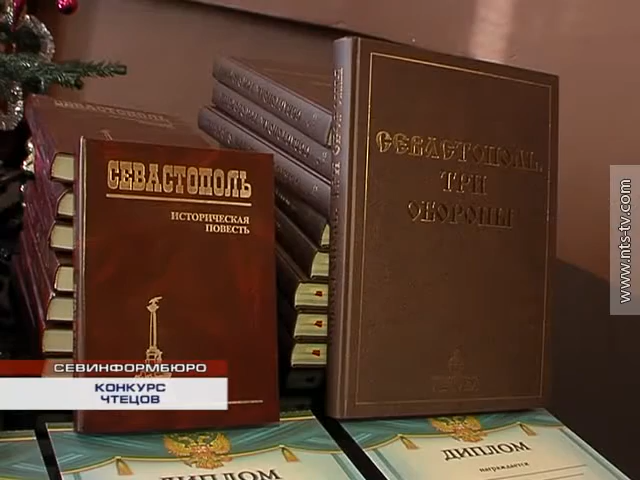 СЕВАСТОПОЛЬ
ИСТОРИЧЕСКАЯ
ПОВЕСТЬ
СЕВАСТОПОЛЬ.
ТРИ
ОБОРОНЫ
www.nts-tv.com
СЕВИНФОРМБЮРО
КОНКУРС
ЧТЕЦОВ
ДИПЛОМ
ДИПЛОМ
награждается